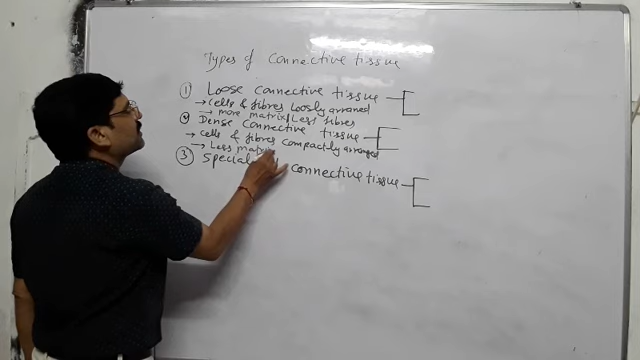 Types of Connective tissue
① Loose Connective tissue
→ Cells & fibres Loosly arranged
→ more matrix/Less fibres
② Dense Connective tissue
→ Cells & fibres compactly arranged
→ Less matrix
③ Special connective tissue